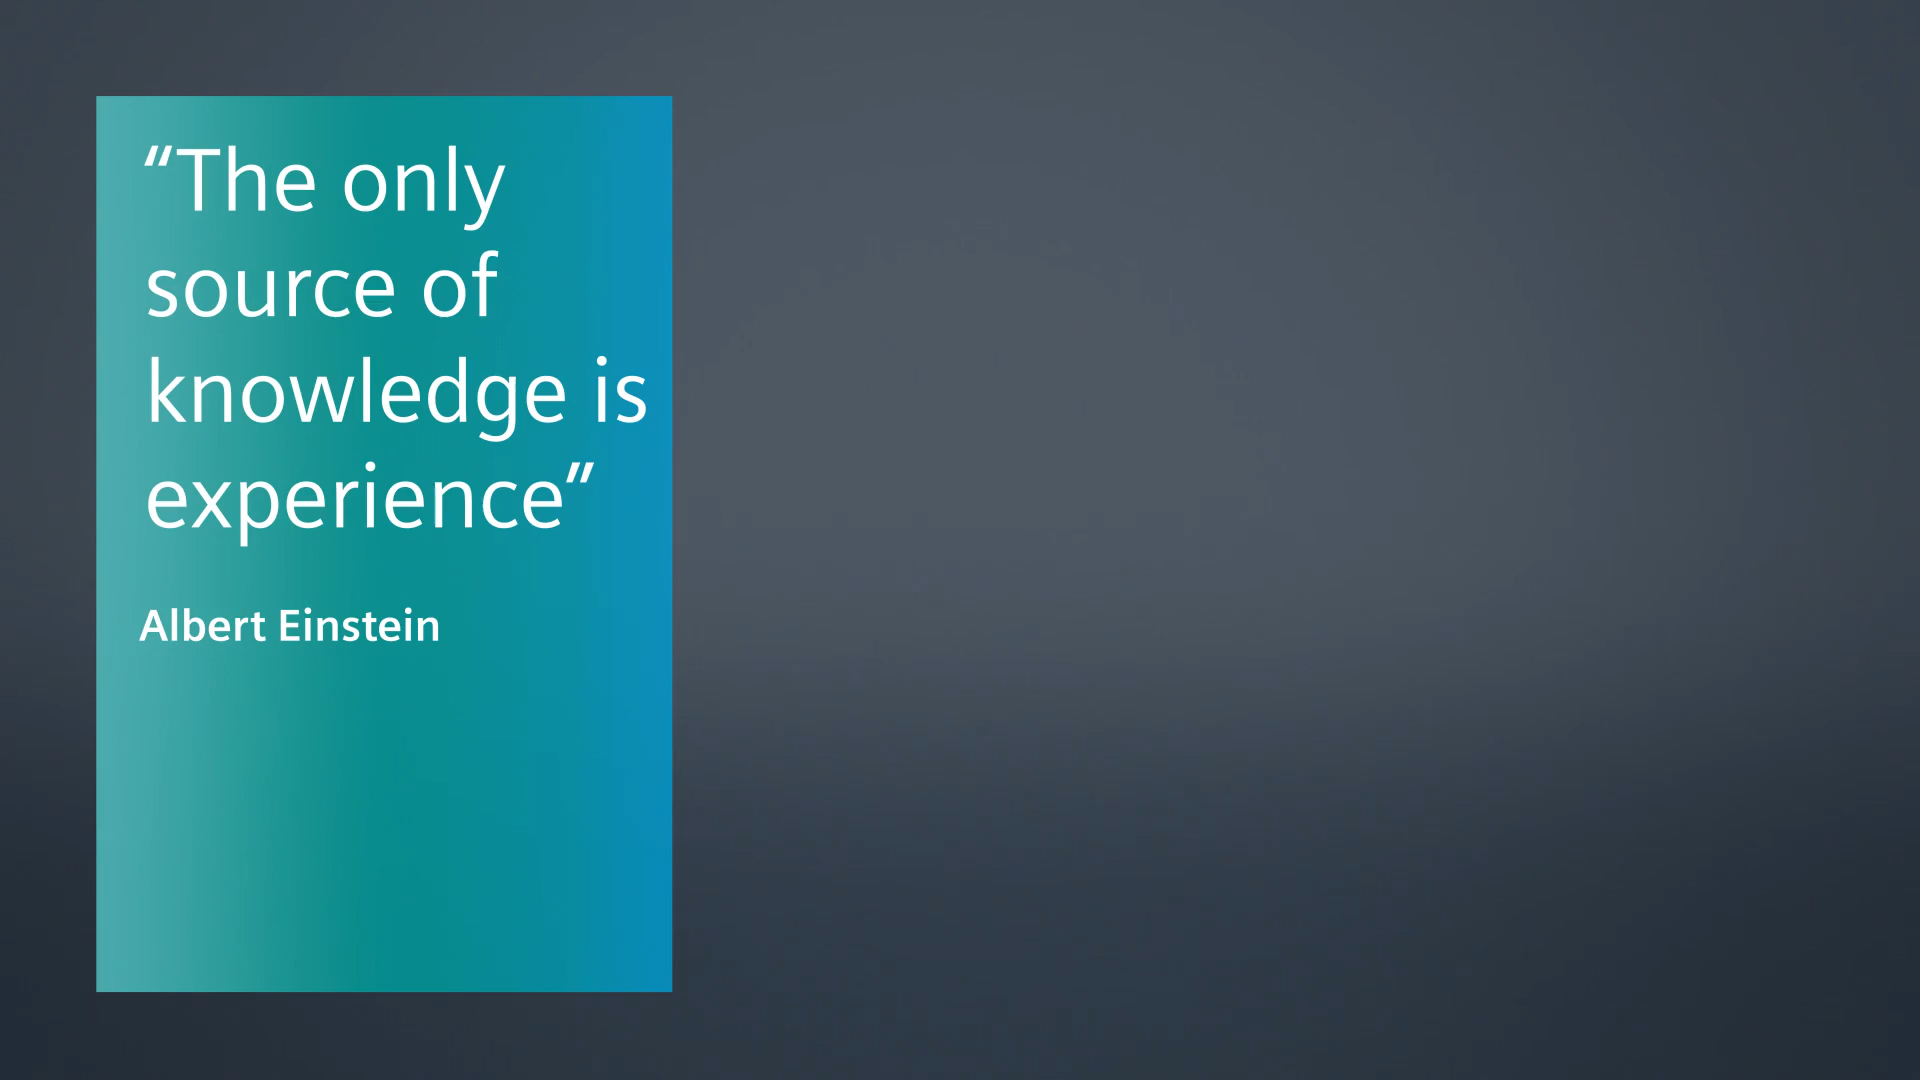 “The only
source of
knowledge is
experience”
Albert Einstein